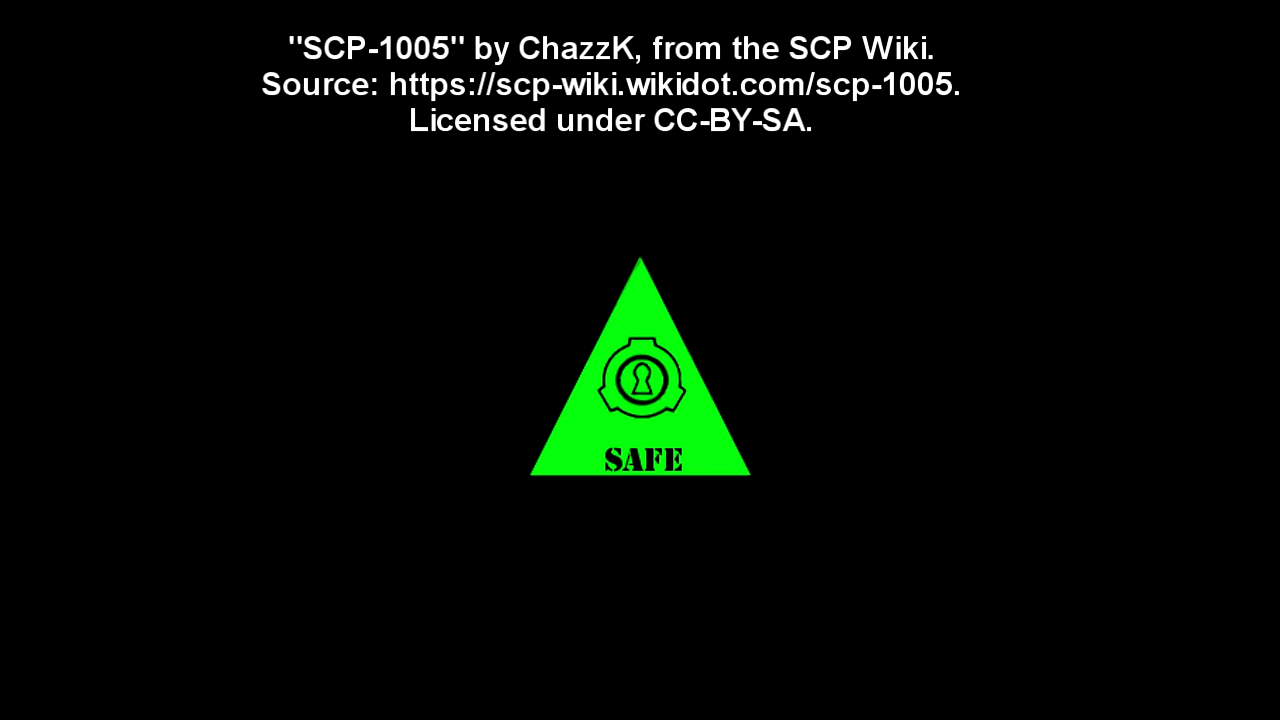 "SCP-1005" by ChazzK, from the SCP Wiki.
Source: https://scp-wiki.wikidot.com/scp-1005.
Licensed under CC-BY-SA.
SAFE